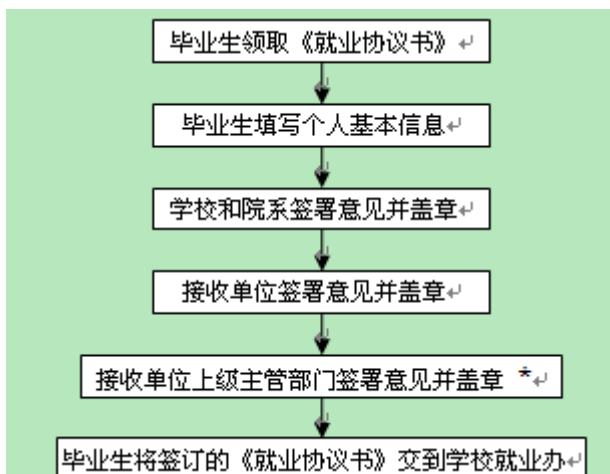 毕业生领取《就业协议书》
毕业生填写个人基本信息
学校和院系签署意见并盖章
接收单位签署意见并盖章
接收单位上级主管部门签署意见并盖章 *
毕业生将签订的《就业协议书》交到学校就业办